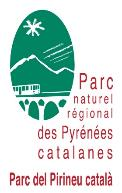 Parc
naturel
régional
des Pyrénées
catalanes
Parc del Pirineu català